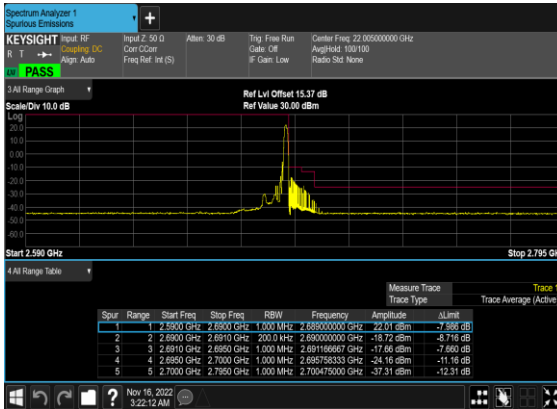 Spectrum Analyzer 1
Spurious Emissions
+
KEYSIGHT Input: RF Input Z: 50 Ω Atten: 30 dB Trig: Free Run Center Freq: 22.005000000 GHz
R T Coupling: DC Corr CCorr Gate: Off Avg|Hold: 100/100
Align: Auto Freq Ref: Int (S) IF Gain: Low Radio Std: None
PASS
3 All Range Graph
Ref Lvl Offset 15.37 dB
Scale/Div 10.0 dB Ref Value 30.00 dBm
Log
20.0
10.0
0.00
-10.0
-20.0
-30.0
-40.0
-50.0
-60.0
Start 2.590 GHz Stop 2.795 GH
4 All Range Table
Measure Trace Trace 1
Trace Type Trace Average (Active
Spur Range Start Freq Stop Freq RBW Frequency Amplitude ΔLimit
1 1 2.5900 GHz 2.6900 GHz 1.000 MHz 2.689000000 GHz 22.01 dBm -7.986 dB
2 2 2.6900 GHz 2.6910 GHz 200.0 kHz 2.690000000 GHz -18.72 dBm -8.716 dB
3 3 2.6910 GHz 2.6950 GHz 1.000 MHz 2.691166667 GHz -17.66 dBm -7.660 dB
4 4 2.6950 GHz 2.7000 GHz 1.000 MHz 2.695758333 GHz -24.16 dBm -11.16 dB
5 5 2.7000 GHz 2.7950 GHz 1.000 MHz 2.700475000 GHz -37.31 dBm -12.31 dB
? Nov 16, 2022
3:22:12 AM